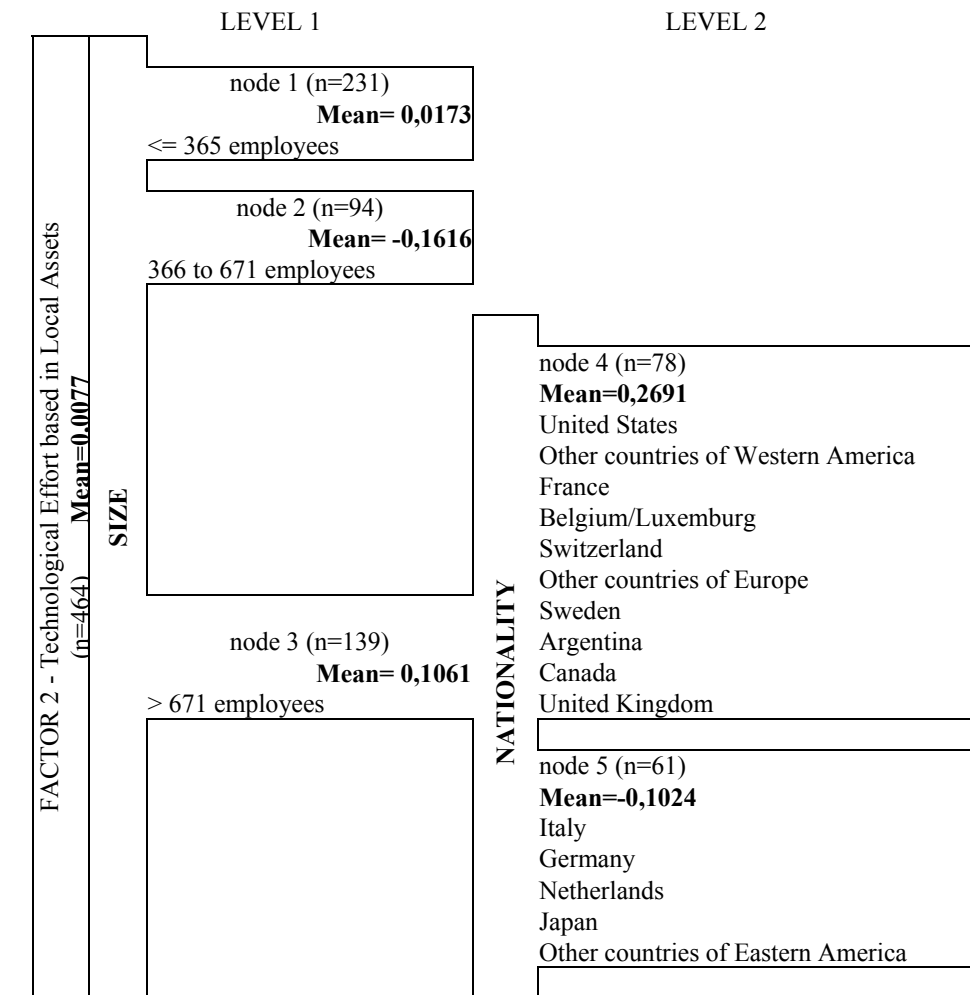 LEVEL 1
LEVEL 2
FACTOR 2 - Technological Effort based in Local Assets
(n=464) Mean=0,0077
SIZE
node 1 (n=231)
Mean= 0,0173
<= 365 employees
node 2 (n=94)
Mean= -0,1616
366 to 671 employees
node 3 (n=139)
Mean= 0,1061
> 671 employees
NATIONALITY
node 4 (n=78)
Mean=0,2691
United States
Other countries of Western America
France
Belgium/Luxemburg
Switzerland
Other countries of Europe
Sweden
Argentina
Canada
United Kingdom
node 5 (n=61)
Mean=-0,1024
Italy
Germany
Netherlands
Japan
Other countries of Eastern America